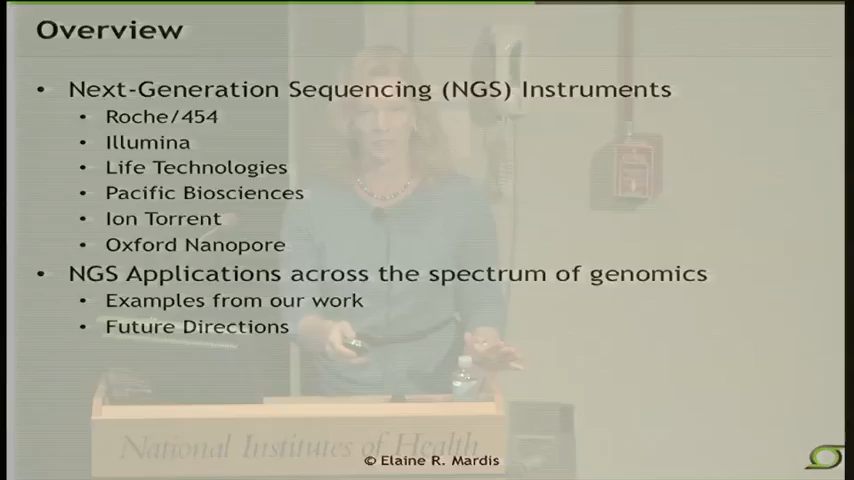 Overview
• Next-Generation Sequencing (NGS) Instruments
• Roche/454
• Illumina
• Life Technologies
• Pacific Biosciences
• Ion Torrent
• Oxford Nanopore
• NGS Applications across the spectrum of genomics
• Examples from our work
• Future Directions
National Institutes of Health
© Elaine R. Mardis